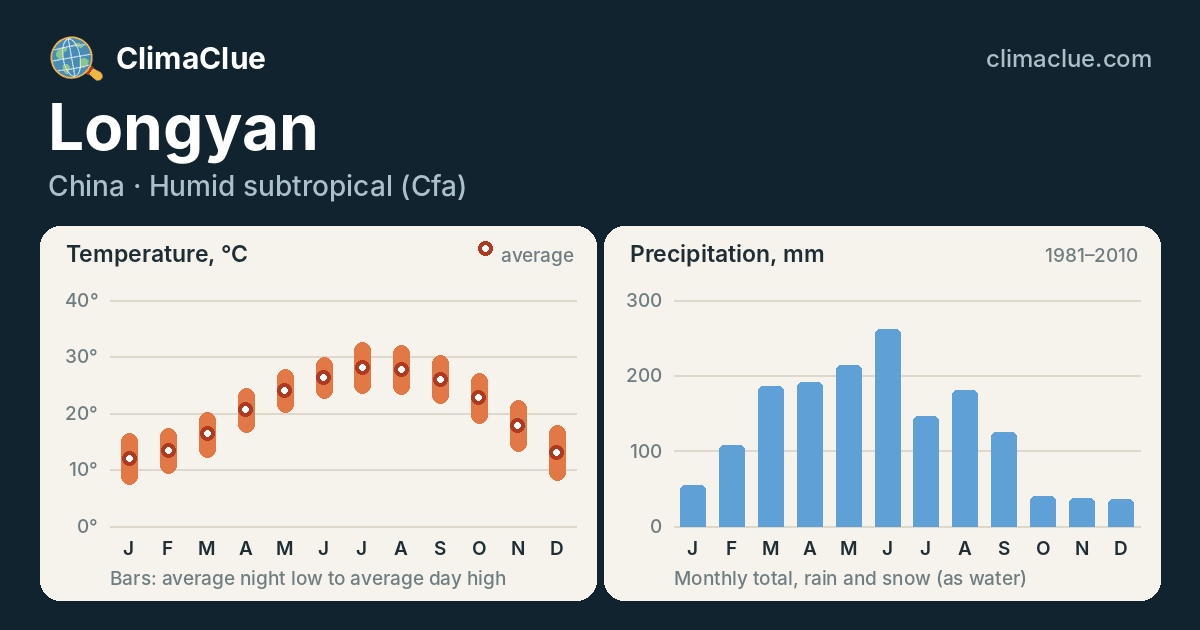 ClimaClue
climaclue.com
Longyan
China · Humid subtropical (Cfa)
Temperature, °C
average
40°
30°
20°
10°
0°
J F M A M J J A S O N D
Bars: average night low to average day high
Precipitation, mm
1981–2010
300
200
100
0
J F M A M J J A S O N D
Monthly total, rain and snow (as water)